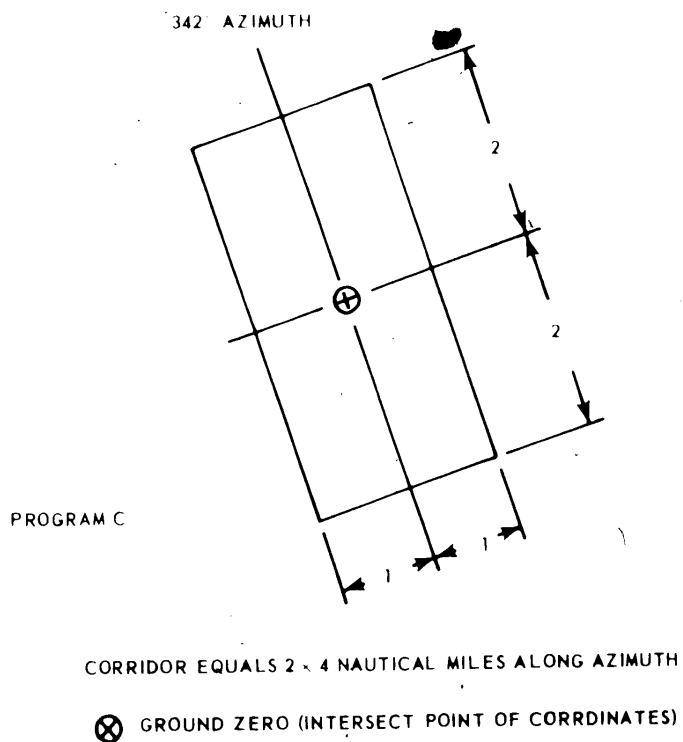 342 AZIMUTH
2
2
PROGRAM C
1
1
CORRIDOR EQUALS 2 × 4 NAUTICAL MILES ALONG AZIMUTH
GROUND ZERO (INTERSECT POINT OF CORRDINATES)